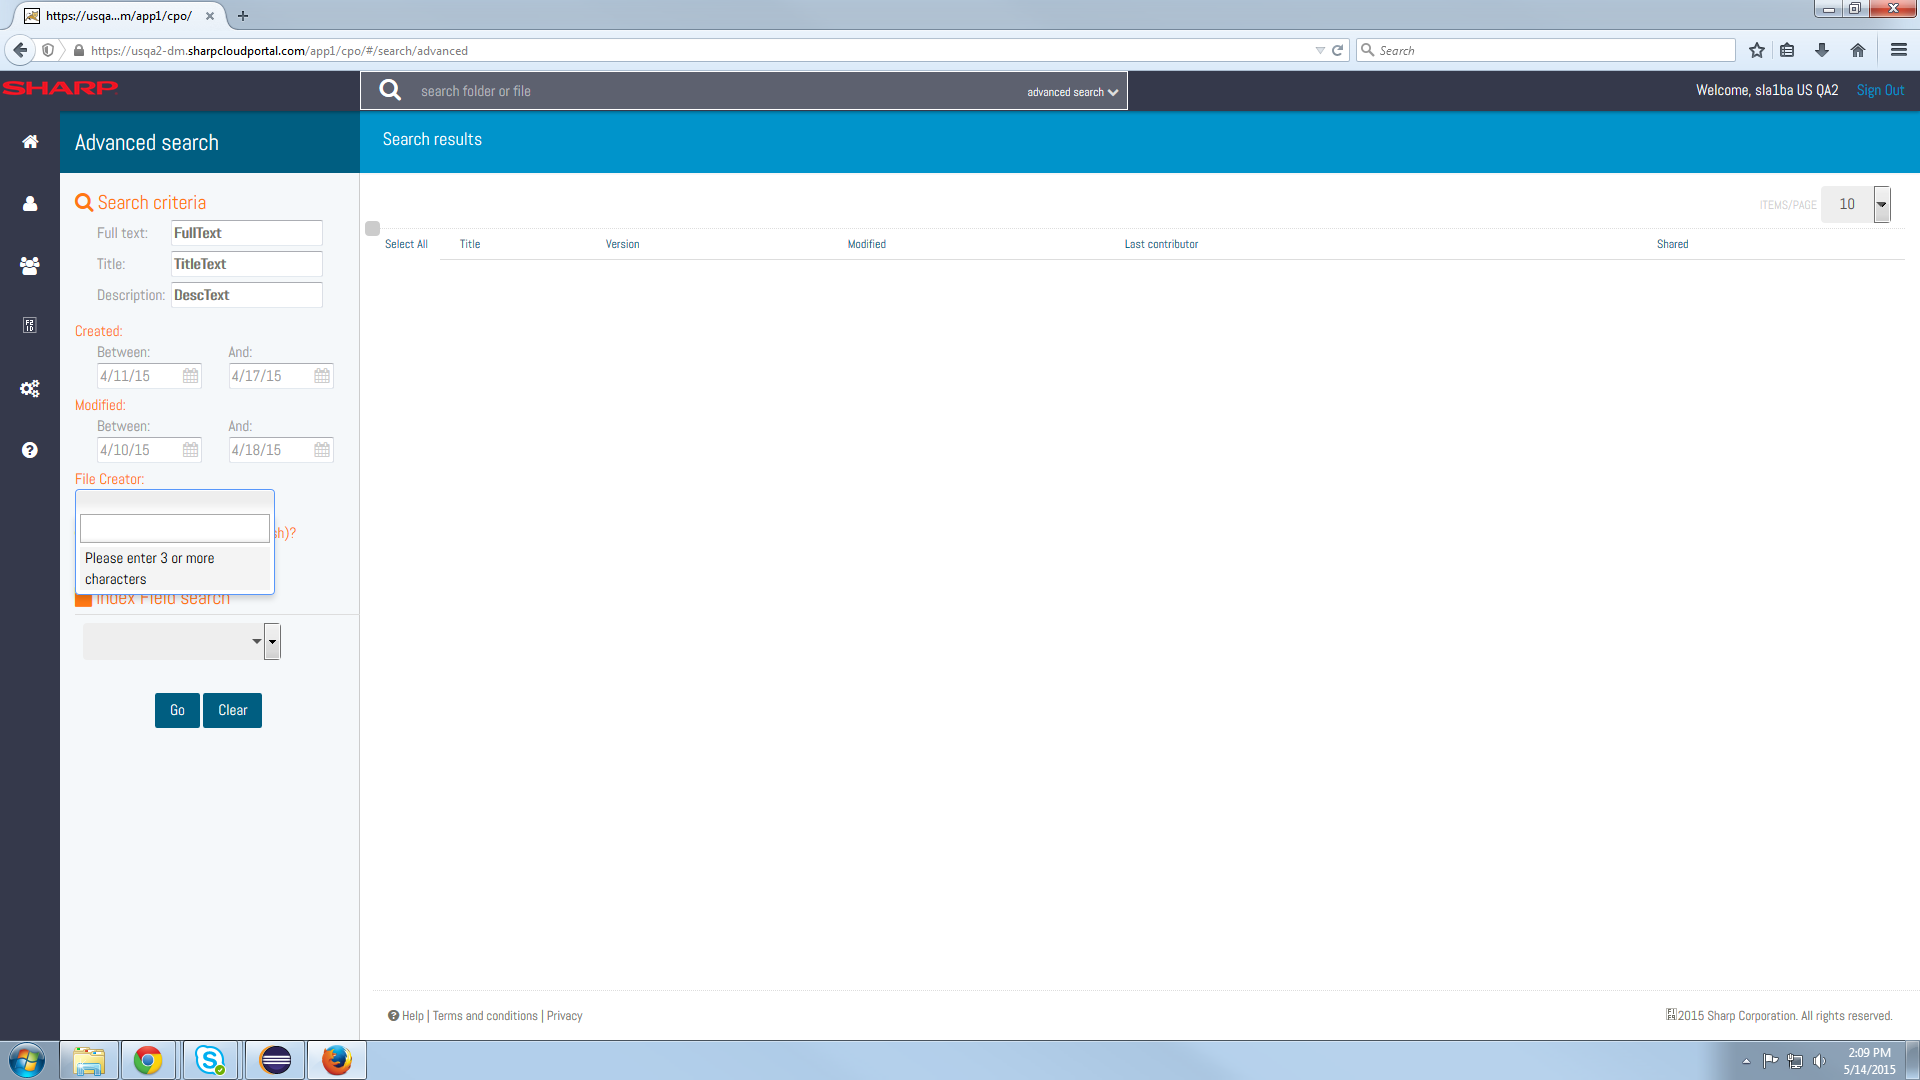 https://usqa...m/app1/cpo/
https://usqa2-dm.sharpcloudportal.com/app1/cpo/#/search/advanced
Search
SHARP
search folder or file
advanced search
Welcome, sla1ba US QA2
Sign Out
Advanced search
Search results
Search criteria
Full text:
FullText
Title:
TitleText
Description:
DescText
Created:
Between:
And:
4/11/15
4/17/15
Modified:
Between:
And:
4/10/15
4/18/15
File Creator:
sh)?
Please enter 3 or more
characters
Index Field search
Go
Clear
ITEMS/PAGE
10
Select All
Title
Version
Modified
Last contributor
Shared
Help | Terms and conditions | Privacy
2015 Sharp Corporation. All rights reserved.
2:09 PM
5/14/2015